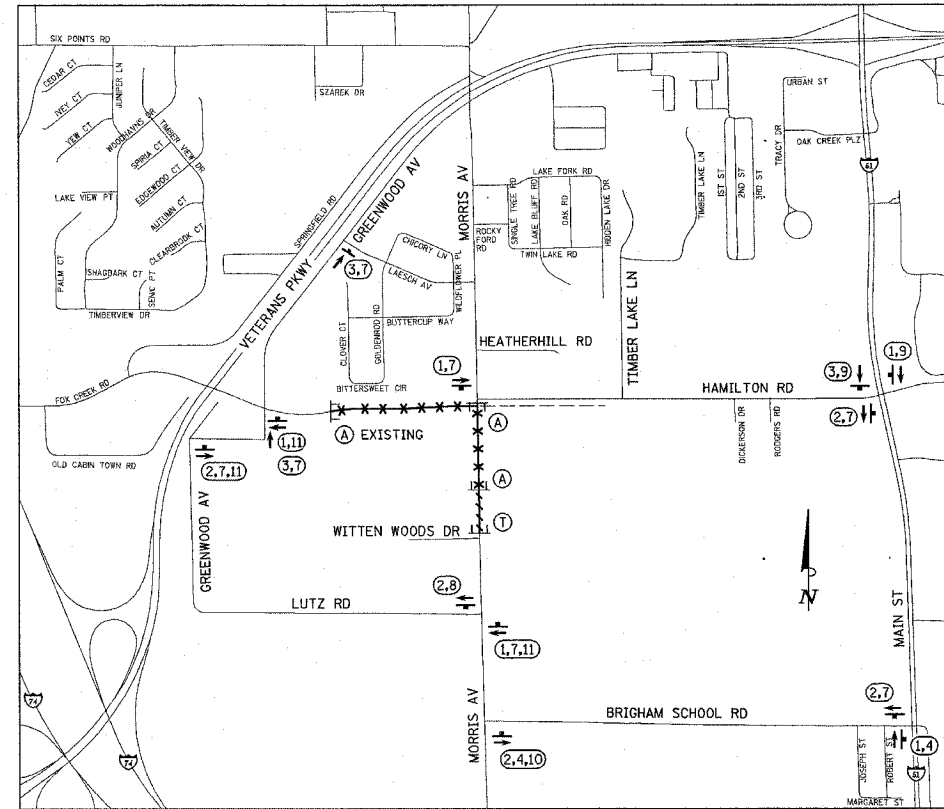 SIX POINTS RD
CEDAR CT
JUNIPER LN
IVEY CT
YEW CT
WOODHAVNS DR
TIMBER VIEW DR
SPIRIA CT
EDGEWOOD CT
LAKE VIEW PT
AUTUMN CT
CLEARBROOK CT
PALM CT
SHAGBARK CT
SENIC PT
TIMBERVIEW DR
SZAREK DR
SPRINGFIELD RD
VETERANS PKWY
GREENWOOD AV
MORRIS AV
3,7
CHICORY LN
LAESCH AV
WILDFLOWER PL
CLOVER CT
GOLDENROD RD
BUTTERCUP WAY
BITTERSWEET CIR
LAKE FORK RD
ROCKY
FORD
RD
SINGLE TREE RD
LAKE BLUFF RD
OAK RD
HIDDEN LAKE DR
TWIN LAKE RD
TIMBER LAKE LN
1ST ST
2ND ST
3RD ST
TRACY DR
URBAN ST
OAK CREEK PLZ
51
HEATHERHILL RD
TIMBER LAKE LN
1,7
HAMILTON RD
3,9
1,9
2,7
DICKERSON DR
RODGERS RD
FOX CREEK RD
OLD CABIN TOWN RD
A EXISTING
A
A
T
1,11
3,7
2,7,11
WITTEN WOODS DR
GREENWOOD AV
LUTZ RD
2,8
1,7,11
N
MAIN ST
MORRIS AV
BRIGHAM SCHOOL RD
2,7
2,4,10
1,4
JOSEPH ST
ROBERT ST
MARGARET ST
51
74
74